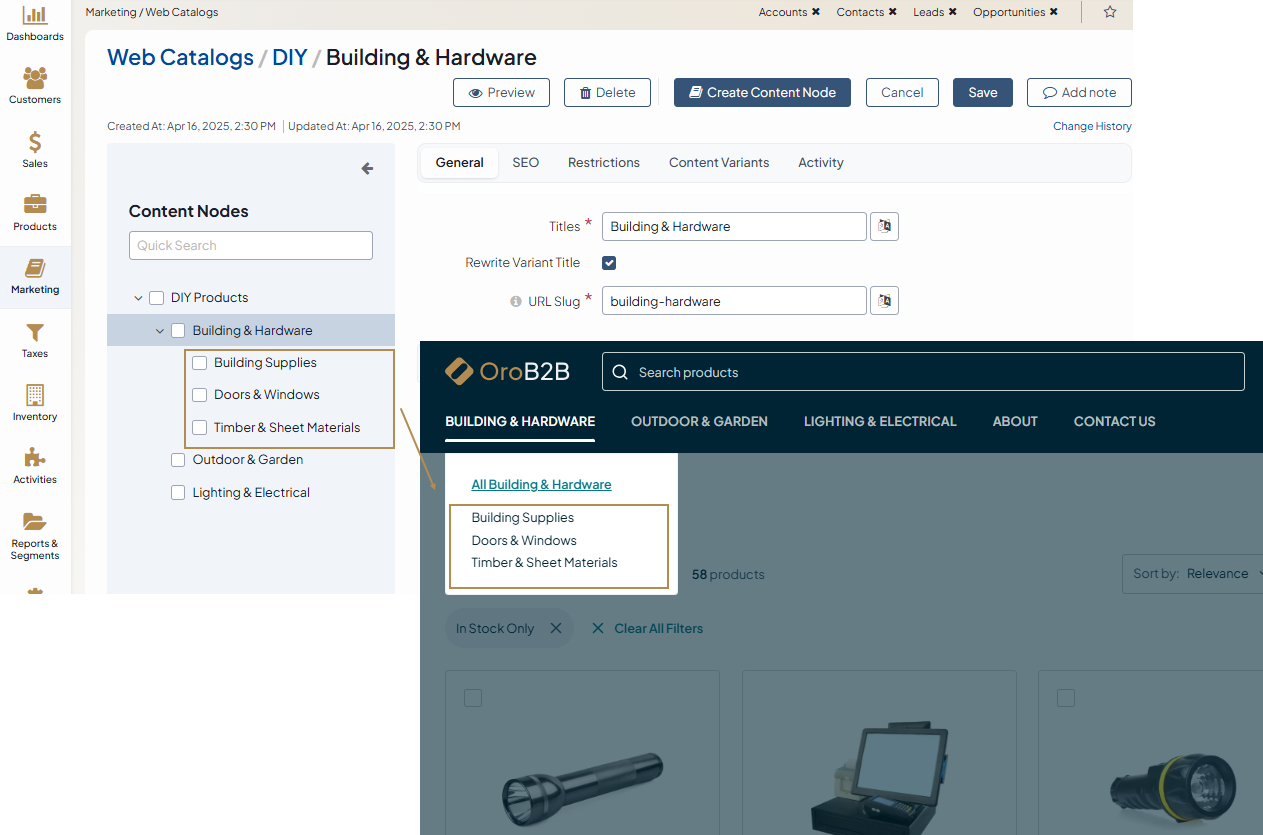 Dashboards
Customers
Sales
Products
Marketing
Taxes
Inventory
Activities
Reports &
Segments
Marketing / Web Catalogs
Accounts ✖ Contacts ✖ Leads ✖ Opportunities ✖
Web Catalogs / DIY / Building & Hardware
Preview Delete Create Content Node Cancel Save Add note
Created At: Apr 16, 2025, 2:30 PM Updated At: Apr 16, 2025, 2:30 PM Change History
Content Nodes
Quick Search
DIY Products
Building & Hardware
Building Supplies
Doors & Windows
Timber & Sheet Materials
Outdoor & Garden
Lighting & Electrical
General SEO Restrictions Content Variants Activity
Titles * Building & Hardware
Rewrite Variant Title
URL Slug * building-hardware
OroB2B Search products
BUILDING & HARDWARE OUTDOOR & GARDEN LIGHTING & ELECTRICAL ABOUT CONTACT US
All Building & Hardware
Building Supplies
Doors & Windows
Timber & Sheet Materials
58 products Sort by: Relevance
In Stock Only Clear All Filters